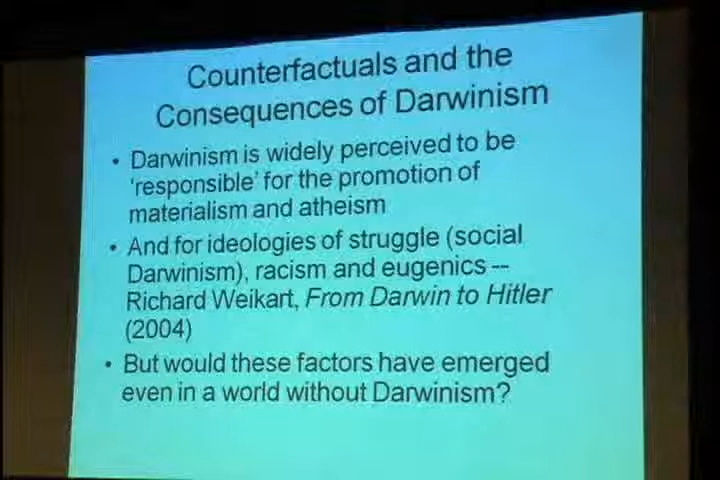 Counterfactuals and the
Consequences of Darwinism
• Darwinism is widely perceived to be
'responsible' for the promotion of
materialism and atheism
• And for ideologies of struggle (social
Darwinism), racism and eugenics --
Richard Weikart, From Darwin to Hitler
(2004)
• But would these factors have emerged
even in a world without Darwinism?